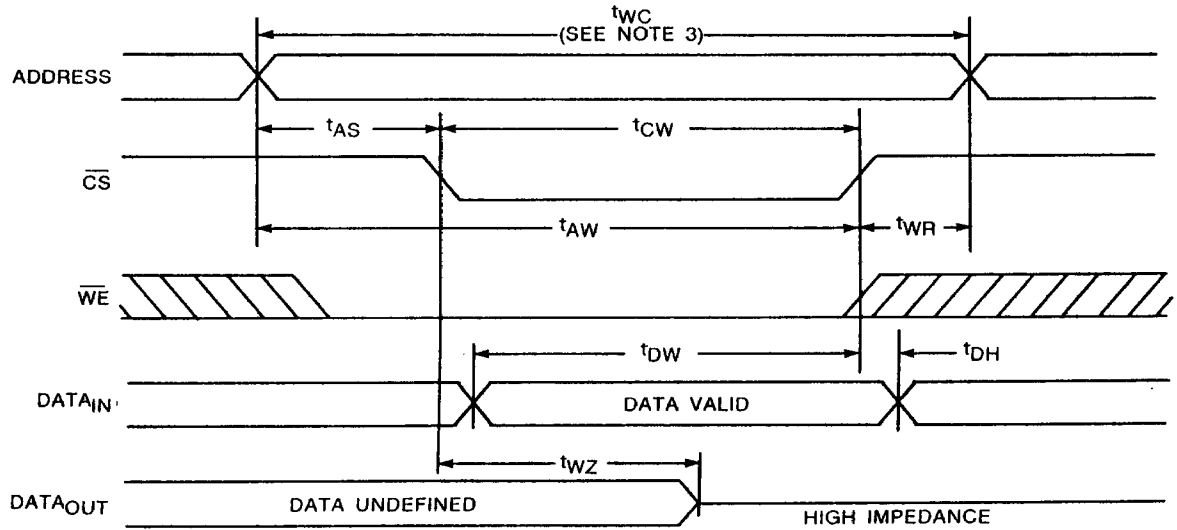 tWC
(SEE NOTE 3)
ADDRESS
tAS
tCW
CS
tAW
tWR
WE
tDW
tDH
DATAIN
DATA VALID
tWZ
DATAOUT
DATA UNDEFINED
HIGH IMPEDANCE